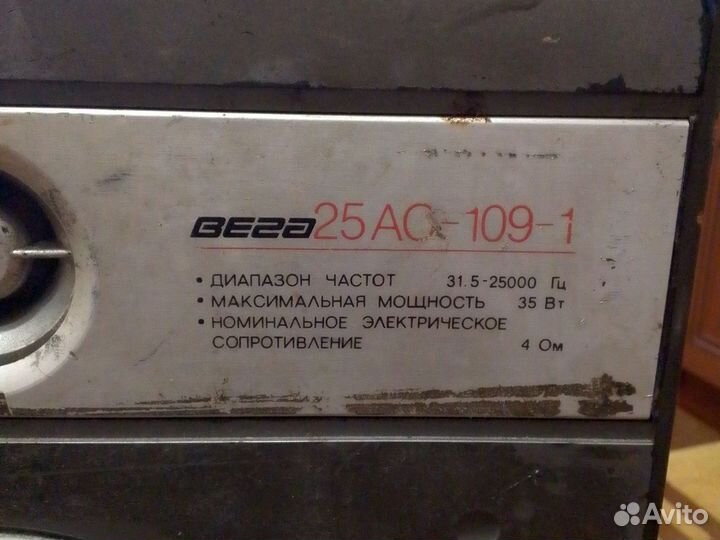 ВЕГА 25АС-109-1
• ДИАПАЗОН ЧАСТОТ 31.5-25000 Гц
• МАКСИМАЛЬНАЯ МОЩНОСТЬ 35 Вт
• НОМИНАЛЬНОЕ ЭЛЕКТРИЧЕСКОЕ
СОПРОТИВЛЕНИЕ 4 Ом
Avito